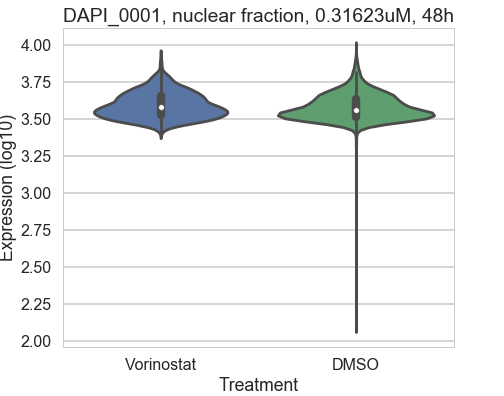 DAPI_0001, nuclear fraction, 0.31623uM, 48h
Expression (log10)
4.00
3.75
3.50
3.25
3.00
2.75
2.50
2.25
2.00
Vorinostat
DMSO
Treatment